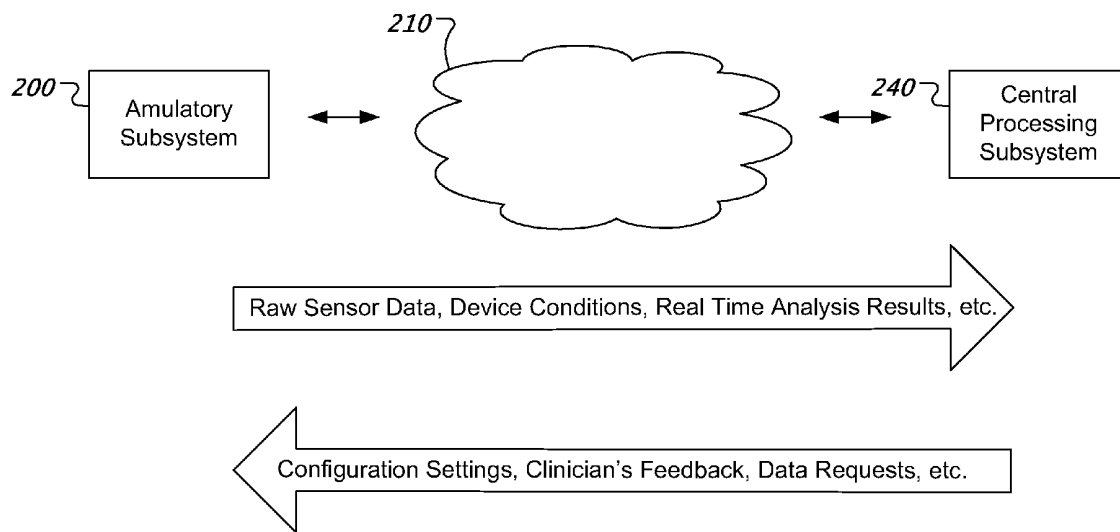 210
200
Amulatory
Subsystem
240
Central
Processing
Subsystem
Raw Sensor Data, Device Conditions, Real Time Analysis Results, etc.
Configuration Settings, Clinician's Feedback, Data Requests, etc.